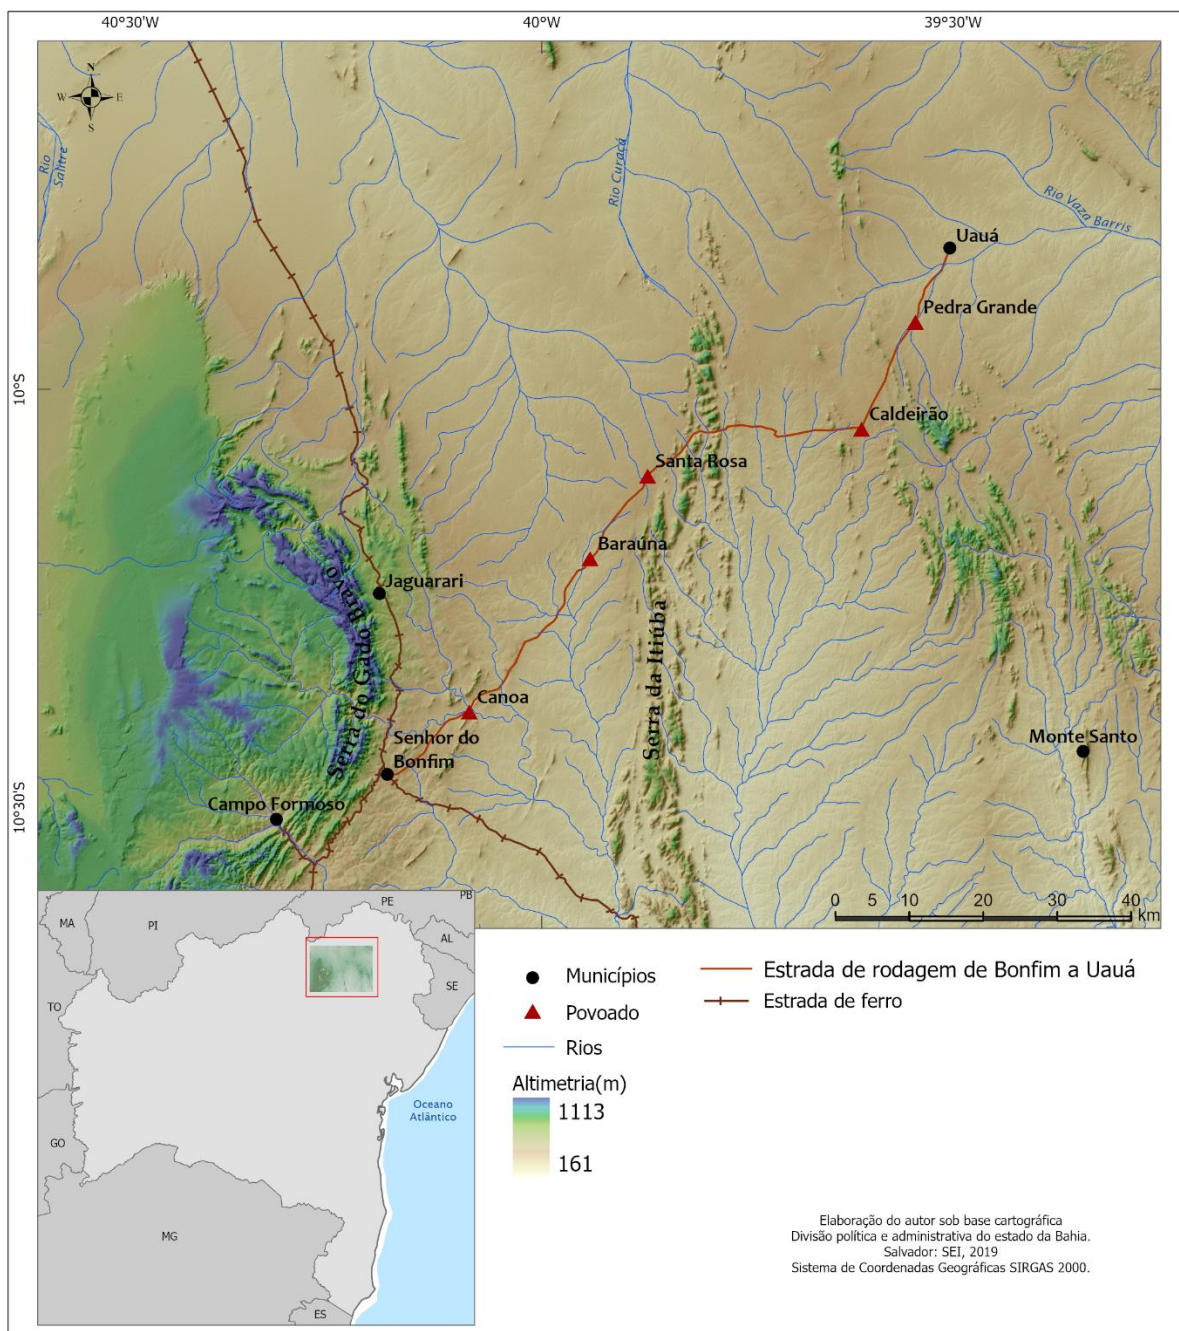 40°30'W
40°0'W
39°30'W
N
W
E
S
Rio
Salitre
Rio Curaçá
Rio Vaza Barris
Uauá
Pedra Grande
10°S
Caldeirão
Santa Rosa
Baraúna
Jaguarari
Serra do Gado Bravo
Serra da Itiúba
Canoa
Senhor do
Bonfim
Monte Santo
Campo Formoso
10°30'S
0 5 10 20 30 40
km
MA
PI
PE
PB
AL
SE
TO
GO
MG
ES
Oceano
Atlântico
Municípios
Povoado
Rios
Estrada de rodagem de Bonfim a Uauá
Estrada de ferro
Altimetria(m)
1113
161
Elaboração do autor sob base cartográfica
Divisão política e administrativa do estado da Bahia.
Salvador: SEI, 2019
Sistema de Coordenadas Geográficas SIRGAS 2000.